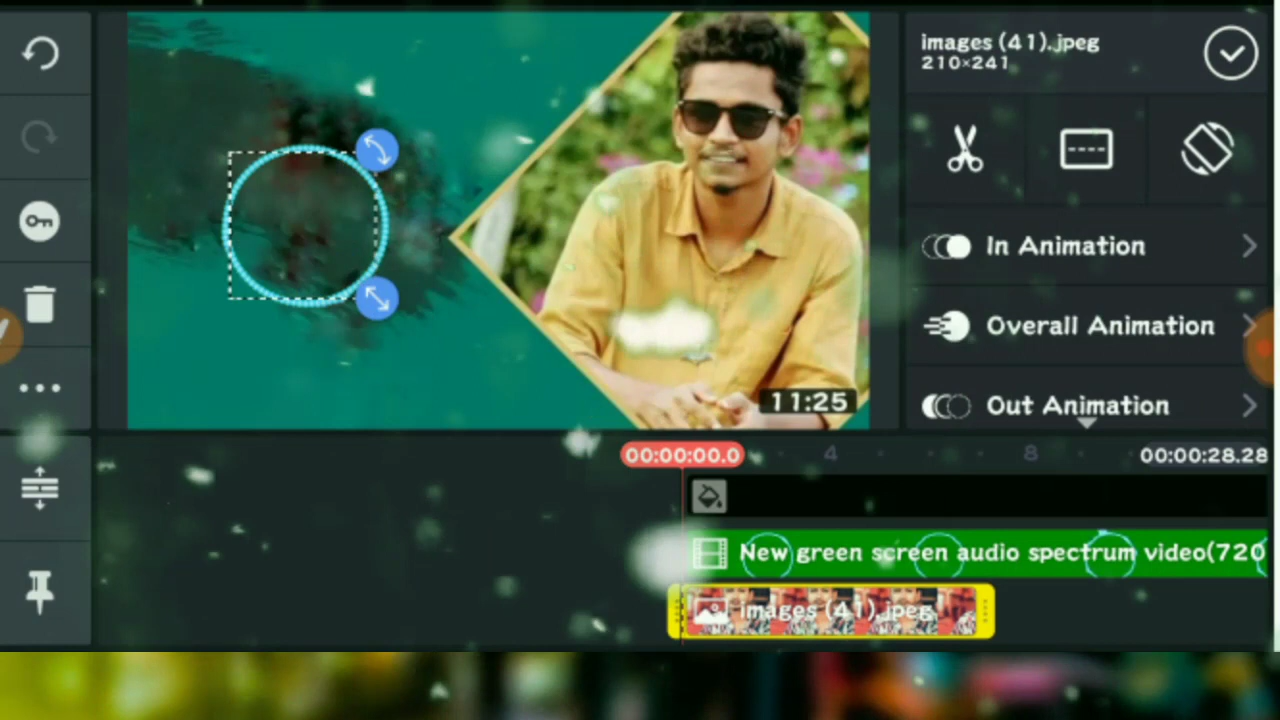 images (41).jpeg
210×241
In Animation
Overall Animation
Out Animation
11:25
00:00:00.0
4
8
00:00:28.28
New green screen audio spectrum video(720
images (41).jpeg